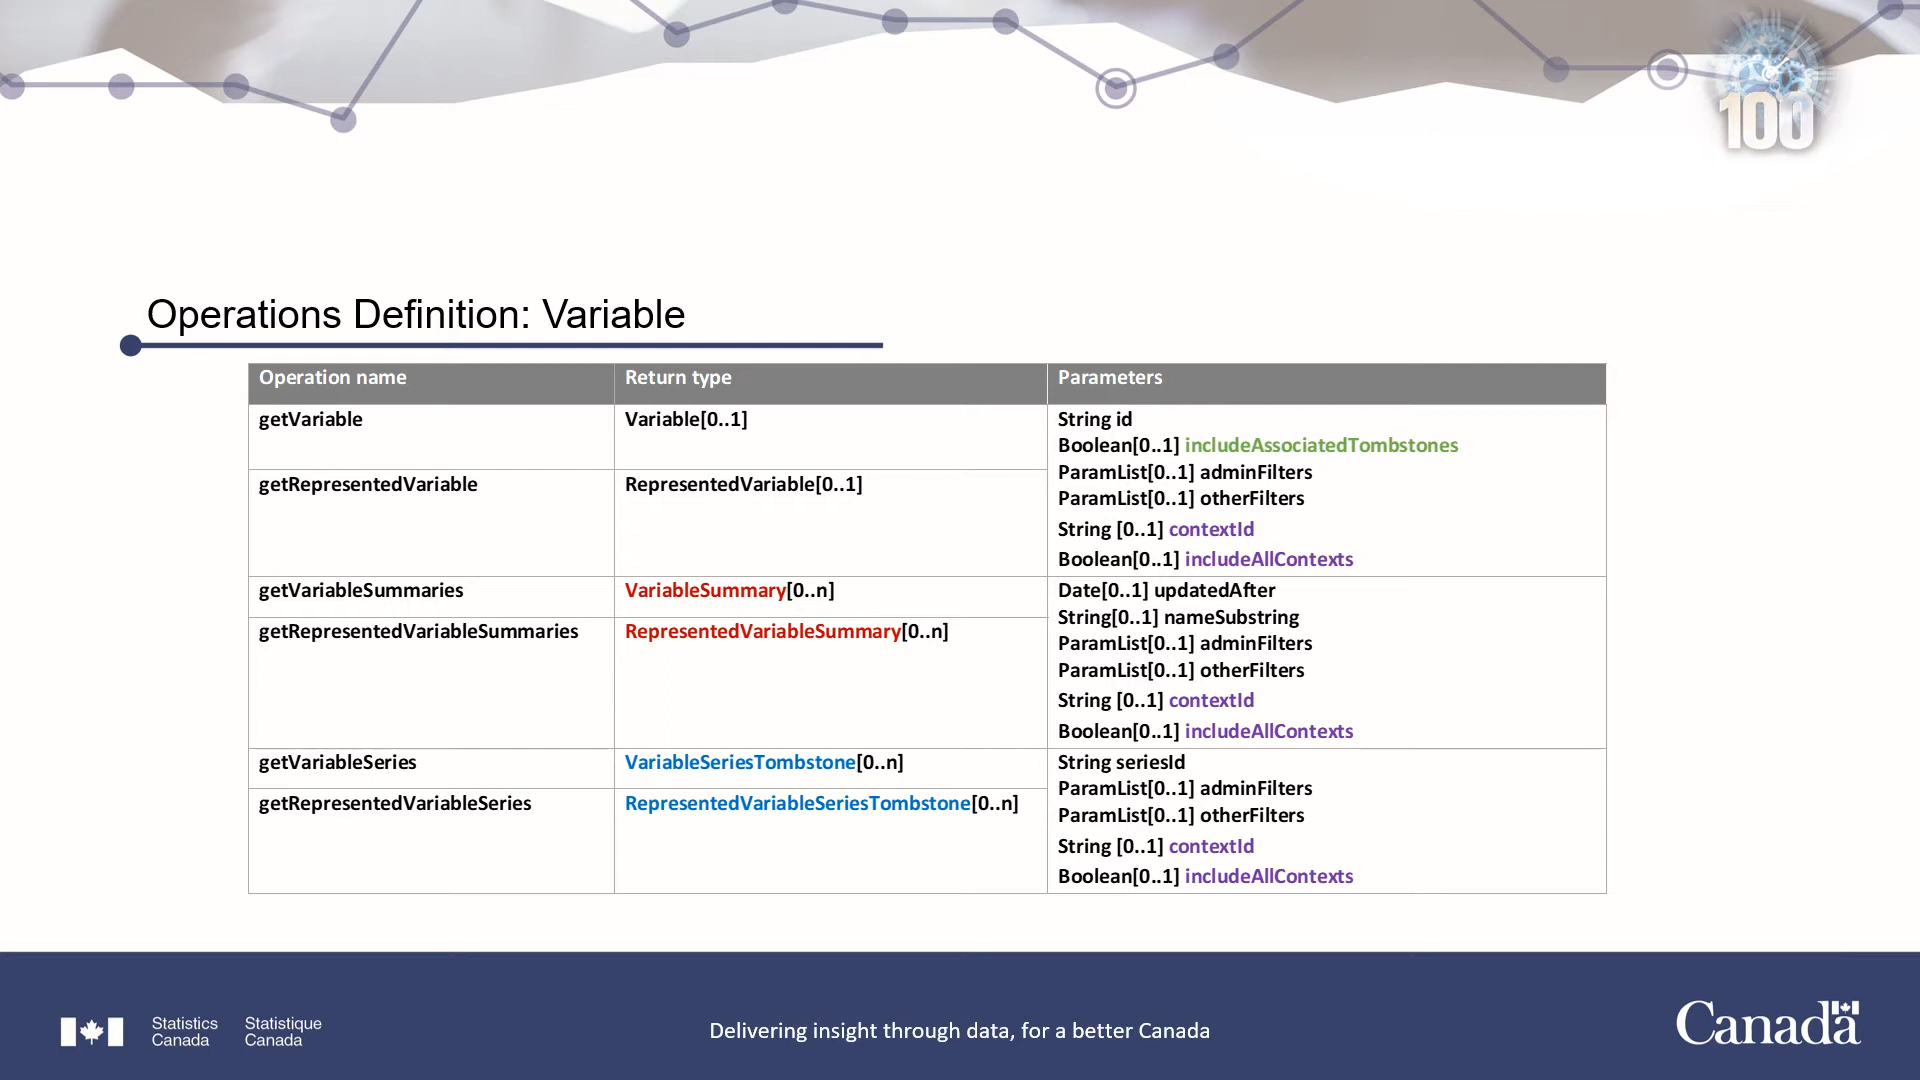 100
Operations Definition: Variable
Operation name
Return type
Parameters
getVariable
Variable[0..1]
String id
Boolean[0..1] includeAssociatedTombstones
ParamList[0..1] adminFilters
ParamList[0..1] otherFilters
String [0..1] contextId
Boolean[0..1] includeAllContexts
getRepresentedVariable
RepresentedVariable[0..1]
getVariableSummaries
VariableSummary[0..n]
Date[0..1] updatedAfter
String[0..1] nameSubstring
ParamList[0..1] adminFilters
ParamList[0..1] otherFilters
String [0..1] contextId
Boolean[0..1] includeAllContexts
getRepresentedVariableSummaries
RepresentedVariableSummary[0..n]
getVariableSeries
VariableSeriesTombstone[0..n]
String seriesId
ParamList[0..1] adminFilters
ParamList[0..1] otherFilters
String [0..1] contextId
Boolean[0..1] includeAllContexts
getRepresentedVariableSeries
RepresentedVariableSeriesTombstone[0..n]
Statistics
Canada
Statistique
Canada
Delivering insight through data, for a better Canada
Canada